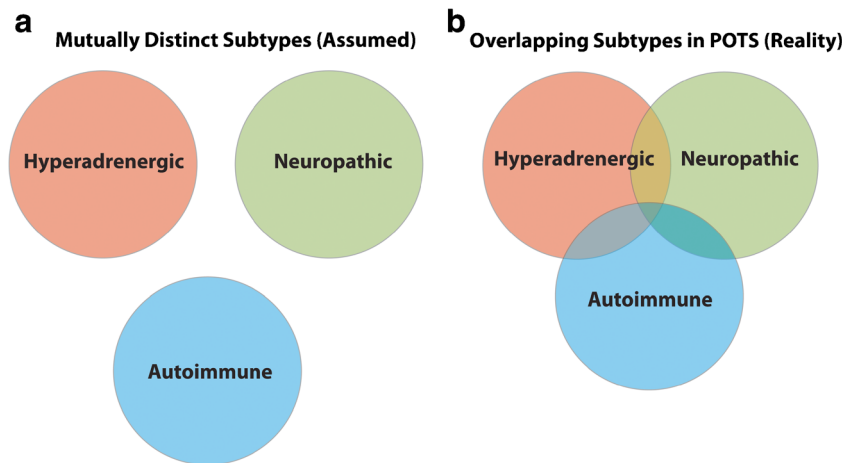 a
Mutually Distinct Subtypes (Assumed)
Hyperadrenergic
Neuropathic
Autoimmune
b
Overlapping Subtypes in POTS (Reality)
Hyperadrenergic
Neuropathic
Autoimmune